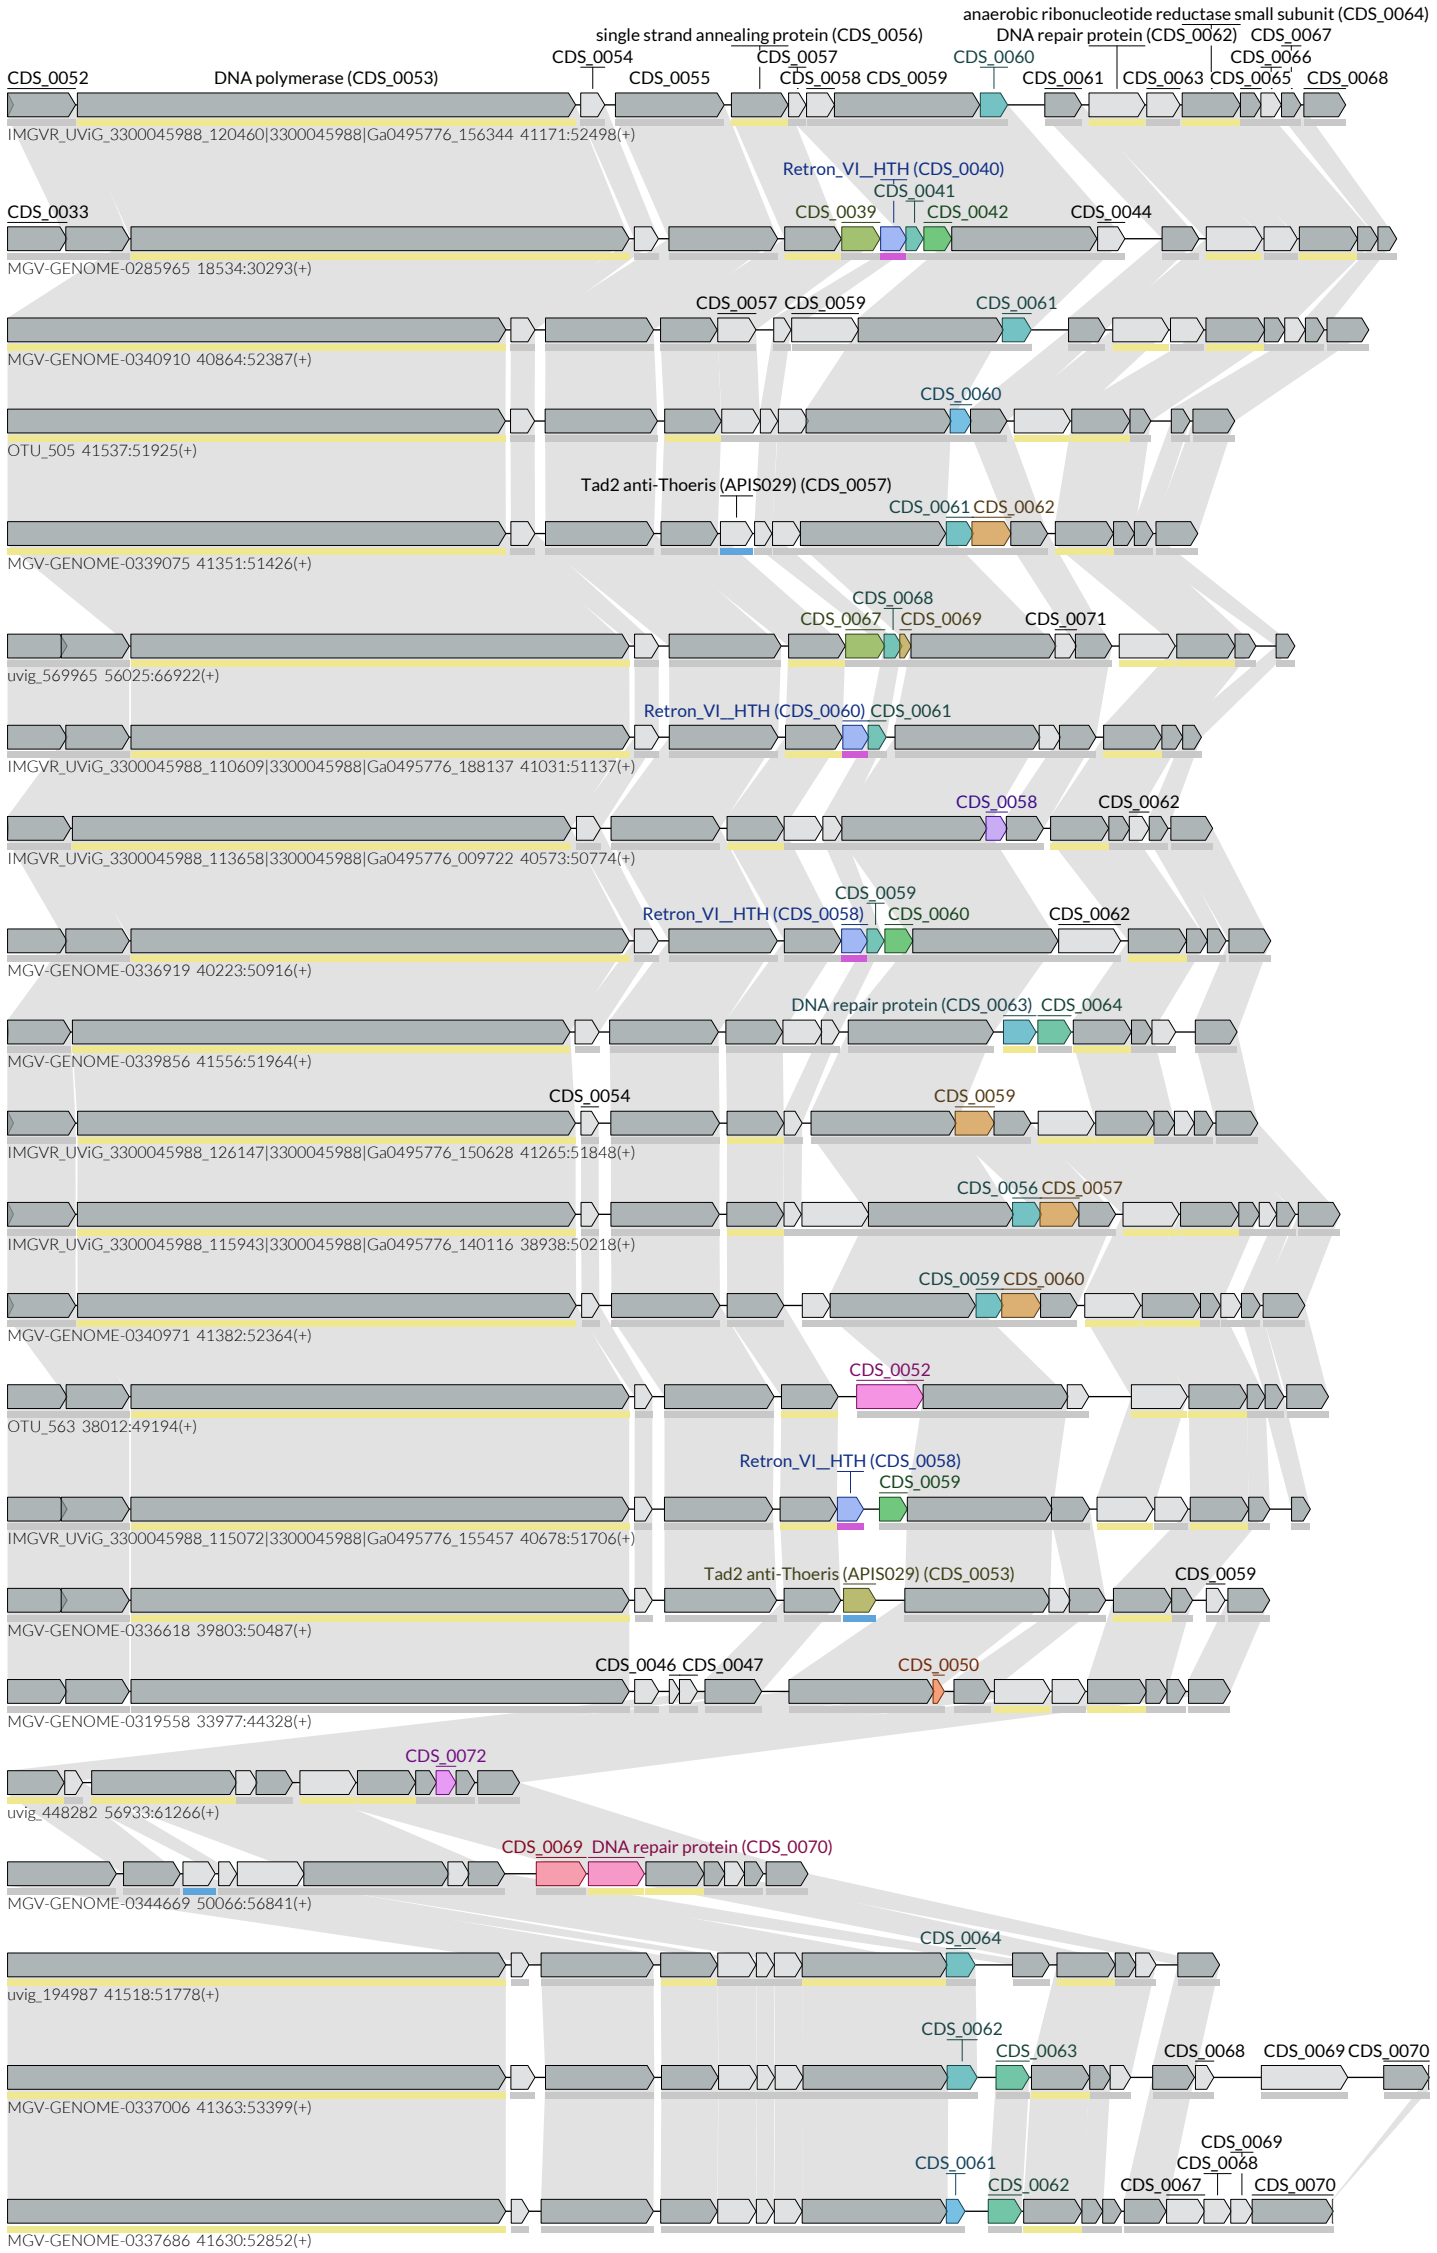 anaerobic ribonucleotide reductase small subunit (CDS_0064)
single strand annealing protein (CDS_0056) DNA repair protein (CDS_0062) CDS_0067
CDS_0054 CDS_0057 CDS_0060 CDS_0066
CDS_0052 DNA polymerase (CDS_0053) CDS_0055 CDS_0058 CDS_0059 CDS_0061 CDS_0063 CDS_0065 CDS_0068
IMGVR_UViG_3300045988_120460|3300045988|Ga0495776_156344 41171:52498(+)
Retron_VI__HTH (CDS_0040)
CDS_0041
CDS_0033 CDS_0039 CDS_0042 CDS_0044
MGV-GENOME-0285965 18534:30293(+)
CDS_0057 CDS_0059 CDS_0061
MGV-GENOME-0340910 40864:52387(+)
CDS_0060
OTU_505 41537:51925(+)
Tad2 anti-Thoeris (APIS029) (CDS_0057)
CDS_0061 CDS_0062
MGV-GENOME-0339075 41351:51426(+)
CDS_0068
CDS_0067 CDS_0069 CDS_0071
uvig_569965 56025:66922(+)
Retron_VI__HTH (CDS_0060) CDS_0061
IMGVR_UViG_3300045988_110609|3300045988|Ga0495776_188137 41031:51137(+)
CDS_0058 CDS_0062
IMGVR_UViG_3300045988_113658|3300045988|Ga0495776_009722 40573:50774(+)
CDS_0059
Retron_VI__HTH (CDS_0058) CDS_0060 CDS_0062
MGV-GENOME-0336919 40223:50916(+)
DNA repair protein (CDS_0063) CDS_0064
MGV-GENOME-0339856 41556:51964(+)
CDS_0054 CDS_0059
IMGVR_UViG_3300045988_126147|3300045988|Ga0495776_150628 41265:51848(+)
CDS_0056 CDS_0057
IMGVR_UViG_3300045988_115943|3300045988|Ga0495776_140116 38938:50218(+)
CDS_0059 CDS_0060
MGV-GENOME-0340971 41382:52364(+)
CDS_0052
OTU_563 38012:49194(+)
Retron_VI__HTH (CDS_0058)
CDS_0059
IMGVR_UViG_3300045988_115072|3300045988|Ga0495776_155457 40678:51706(+)
Tad2 anti-Thoeris (APIS029) (CDS_0053) CDS_0059
MGV-GENOME-0336618 39803:50487(+)
CDS_0046 CDS_0047 CDS_0050
MGV-GENOME-0319558 33977:44328(+)
CDS_0072
uvig_448282 56933:61266(+)
CDS_0069 DNA repair protein (CDS_0070)
MGV-GENOME-0344669 50066:56841(+)
CDS_0064
uvig_194987 41518:51778(+)
CDS_0062
CDS_0063 CDS_0068 CDS_0069 CDS_0070
MGV-GENOME-0337006 41363:53399(+)
CDS_0069
CDS_0061 CDS_0068
CDS_0062 CDS_0067 CDS_0070
MGV-GENOME-0337686 41630:52852(+)